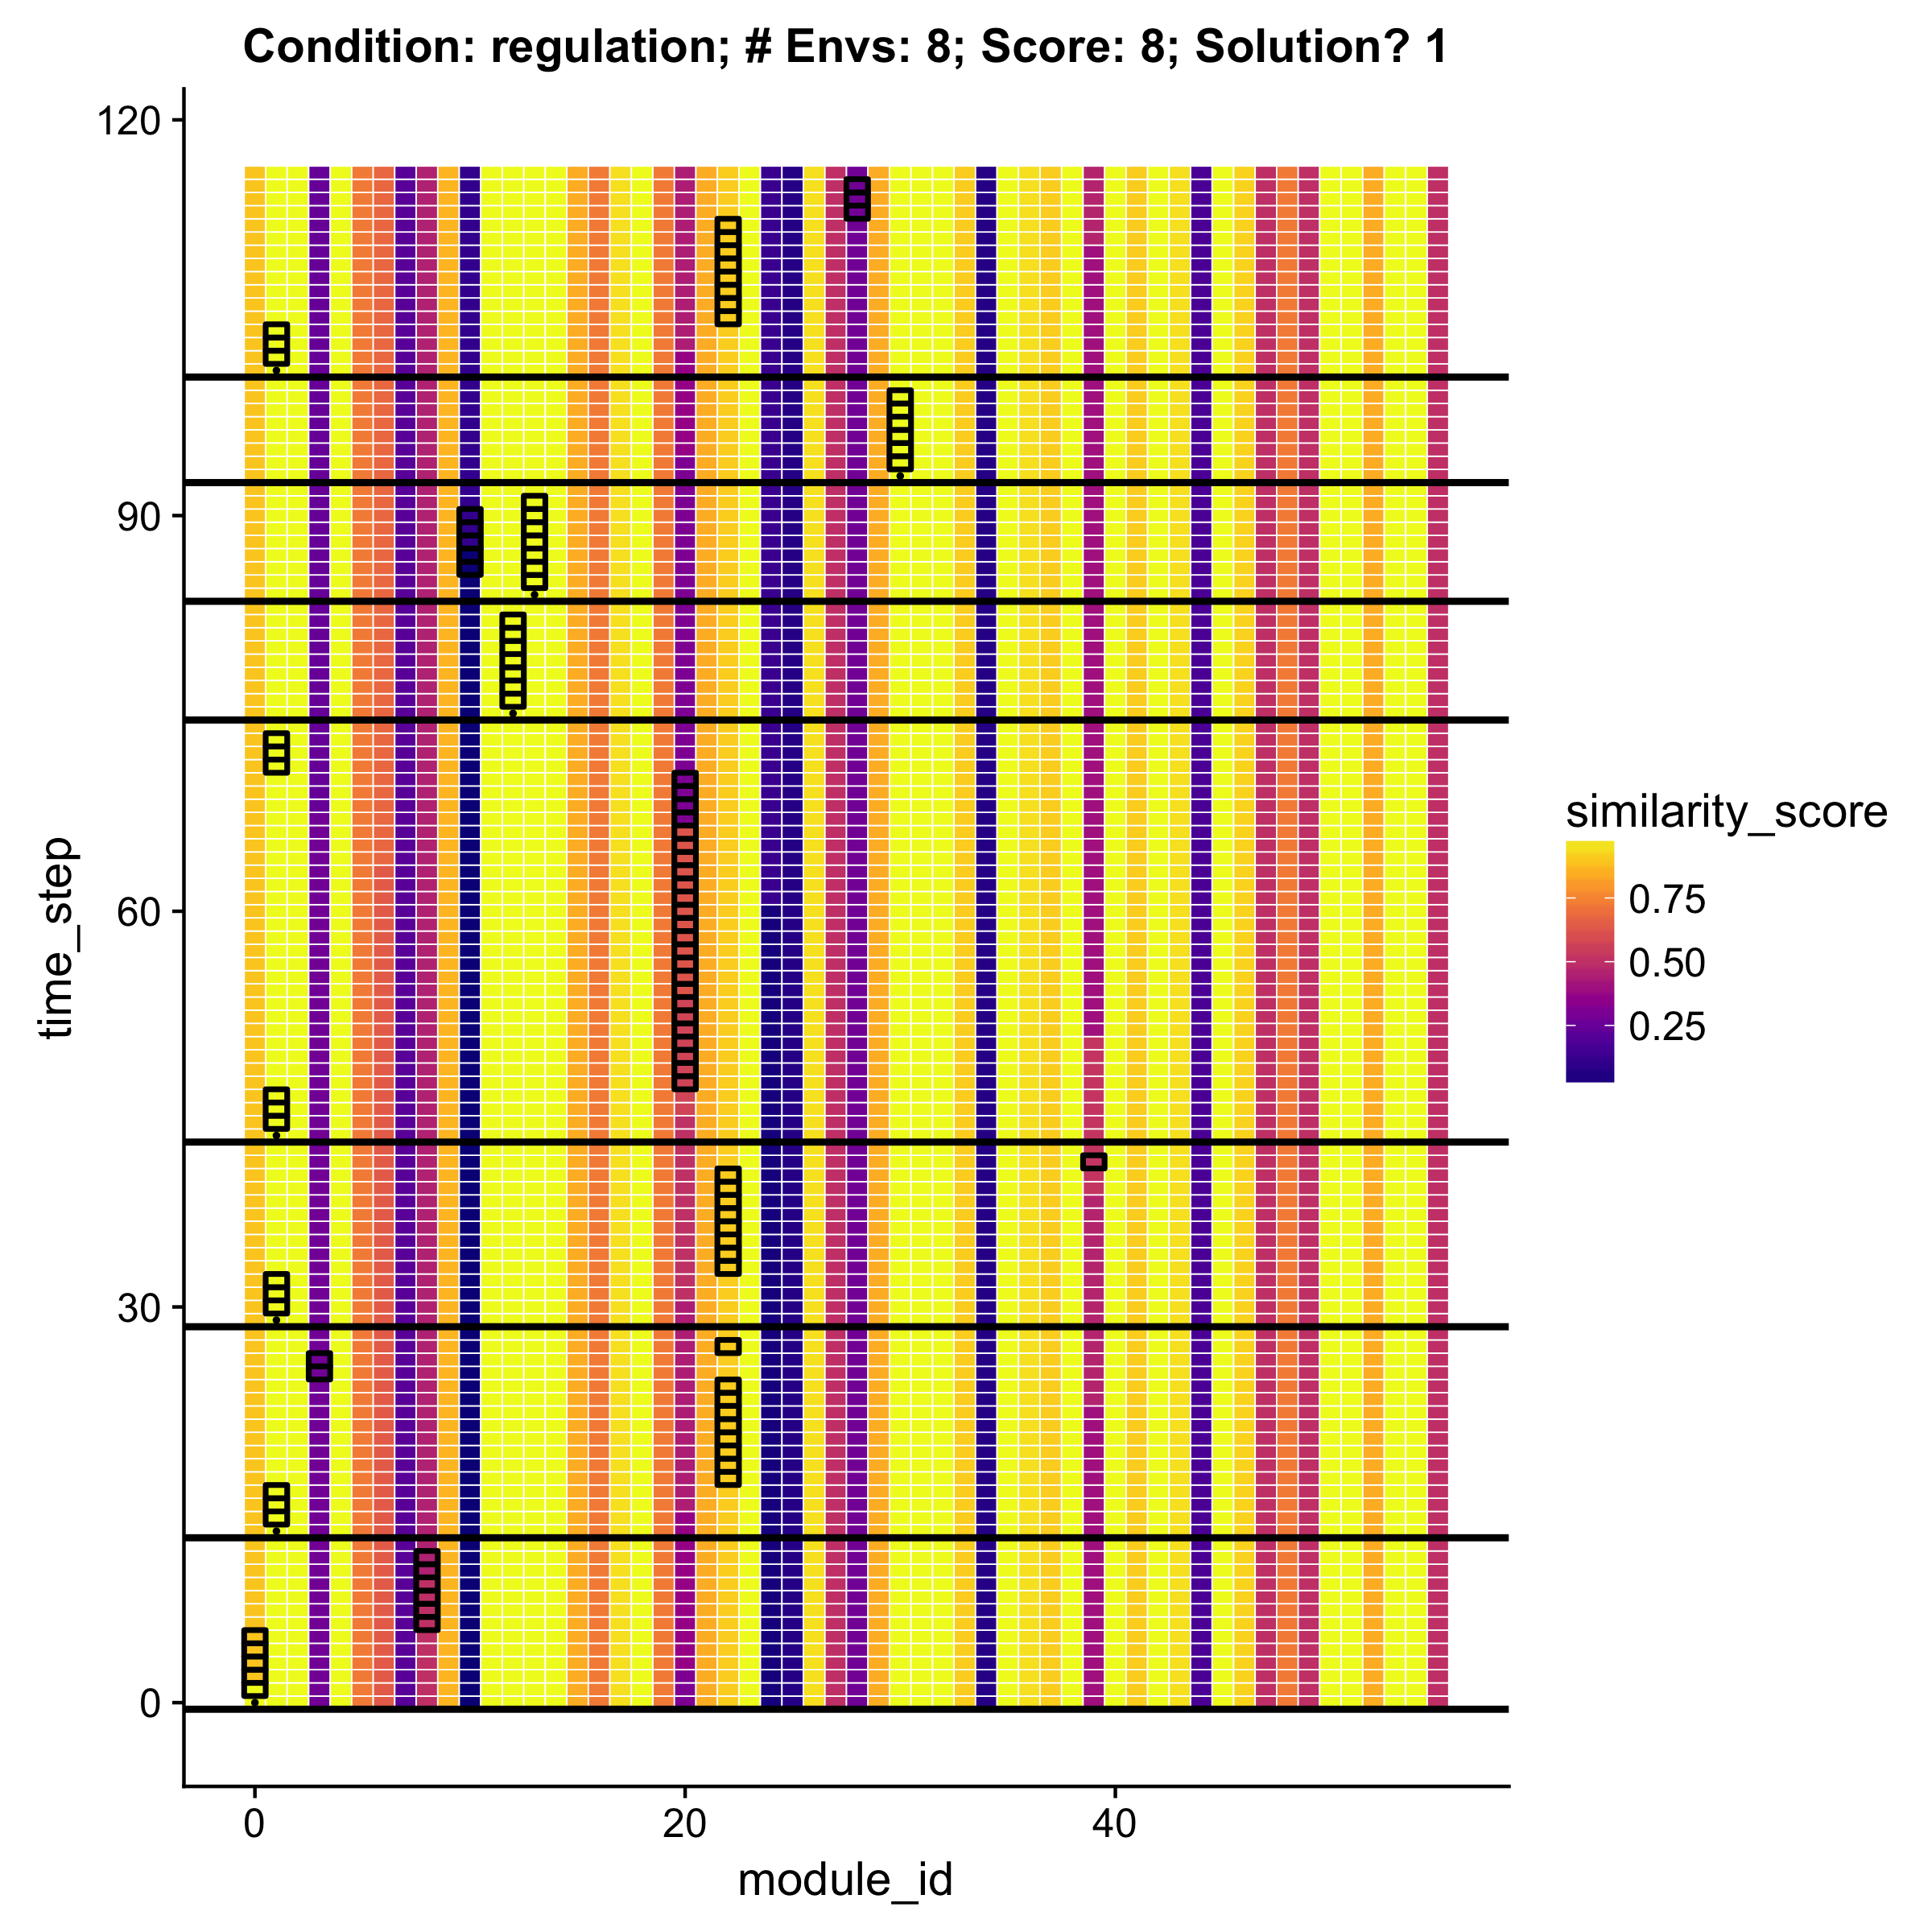 Condition: regulation; # Envs: 8; Score: 8; Solution? 1
120
90
60
30
0
time_step
0 20 40
module_id
similarity_score
0.75
0.50
0.25